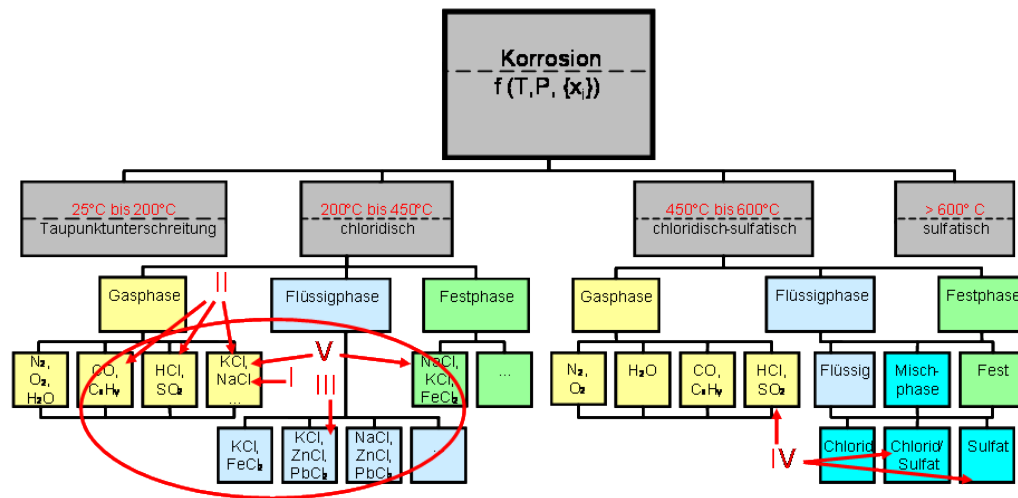 Korrosion
f (T,P, {xᵢ})
25°C bis 200°C
Taupunktunterschreitung
200°C bis 450°C
chloridisch
450°C bis 600°C
chloridisch-sulfatisch
> 600° C
sulfatisch
Gasphase
II
Flüssigphase
Festphase
Gasphase
Flüssigphase
Festphase
N₂,
O₂,
H₂O
CO,
CₙHᵧ
HCl,
SO₂
KCl,
NaCl
...
I
V
III
NaCl,
KCl,
FeCl₂
...
N₂,
O₂
H₂O
CO,
CₙHᵧ
HCl,
SO₂
Flüssig
Misch-
phase
Fest
KCl,
FeCl₂
KCl,
ZnCl,
PbCl₂
NaCl,
ZnCl,
PbCl₂
IV
Chlorid
Chlorid/
Sulfat
Sulfat